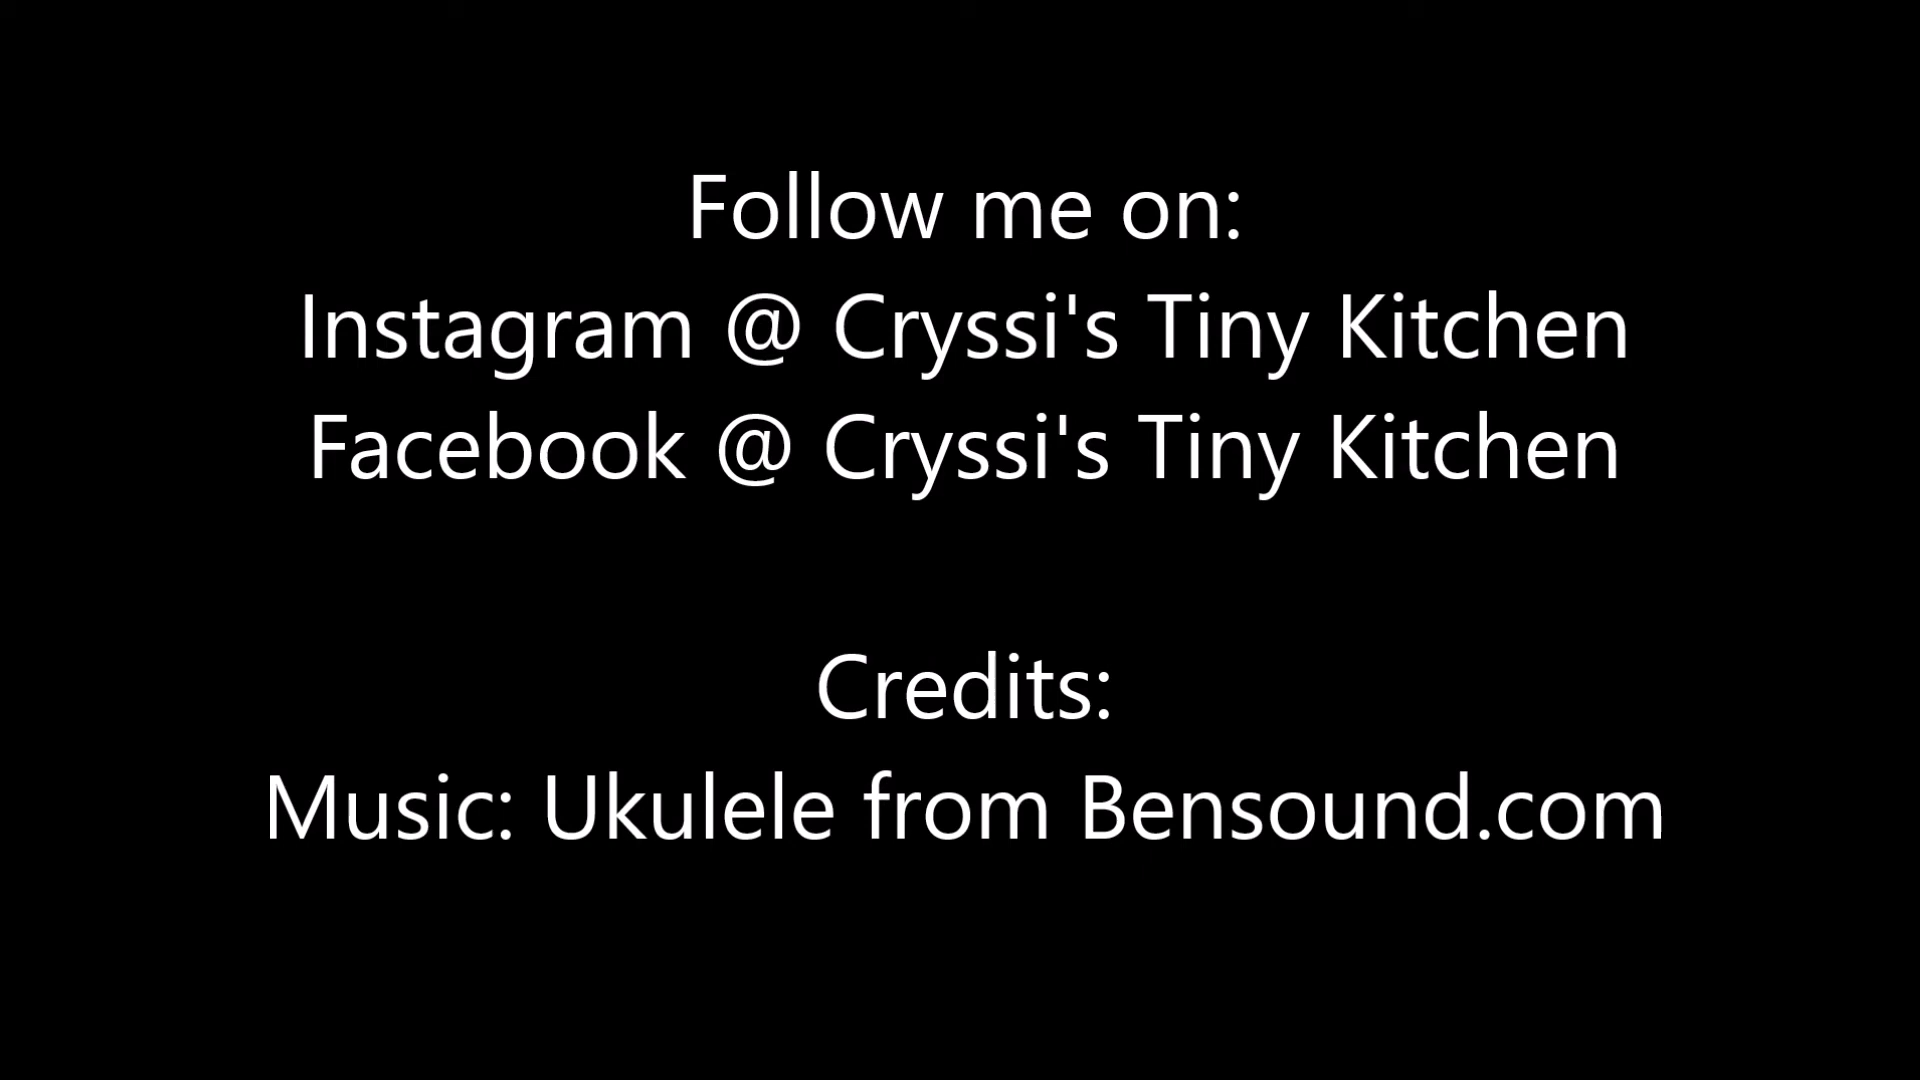 Follow me on:
Instagram @ Cryssi's Tiny Kitchen
Facebook @ Cryssi's Tiny Kitchen
Credits:
Music: Ukulele from Bensound.com